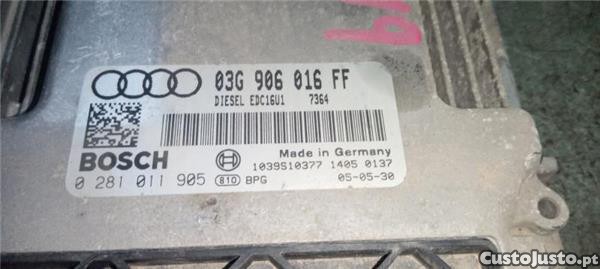 03G 906 016 FF
DIESEL EDC16U1 7364
BOSCH
Made in Germany
1039S10377 1405 0137
0 281 011 905 810 BPG 05-05-30
CustoJusto.pt